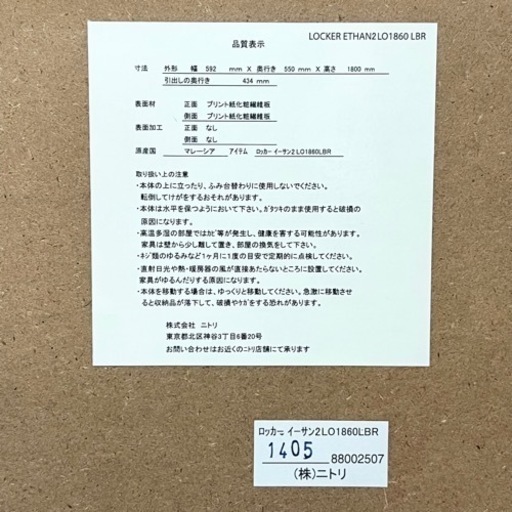 LOCKER ETHAN2LO1860 LBR
品質表示
寸法 外形 幅 592 mm X 奥行き 550 mm X 高さ 1800 mm
引出しの奥行き 434 mm
表面材 正面 プリント紙化粧繊維板
側面 プリント紙化粧繊維板
表面加工 正面 なし
側面 なし
原産国 マレーシア アイテム ロッカー イーサン2 LO1860LBR
取り扱い上の注意
・本体の上に立ったり、ふみ台替わりに使用しないでください。
転倒してけがをするおそれがあります。
・本体は水平を保つようにおいて下さい。ガタツキのまま使用すると破損の
原因になります。
・高温多湿の部屋ではカビ等が発生し、健康を害する可能性があります。
家具は壁から少し離して置き、部屋の換気をして下さい。
・ネジ類のゆるみなど1ヶ月に1度の目安で定期的に点検してください。
・直射日光や熱・暖房器の風が直接あたらないところに設置してください。
家具がゆるんだりする原因になります。
・本体を移動する場合は、ゆっくりと移動してください。急激に移動させ
ると収納品が落下して、破損やケガをする恐れがあります。
株式会社 ニトリ
東京都北区神谷3丁目6番20号
お問い合わせはお近くのニトリ店舗にて承ります
ロッカー イーサン2LO1860LBR
1405 88002507
(株)ニトリ